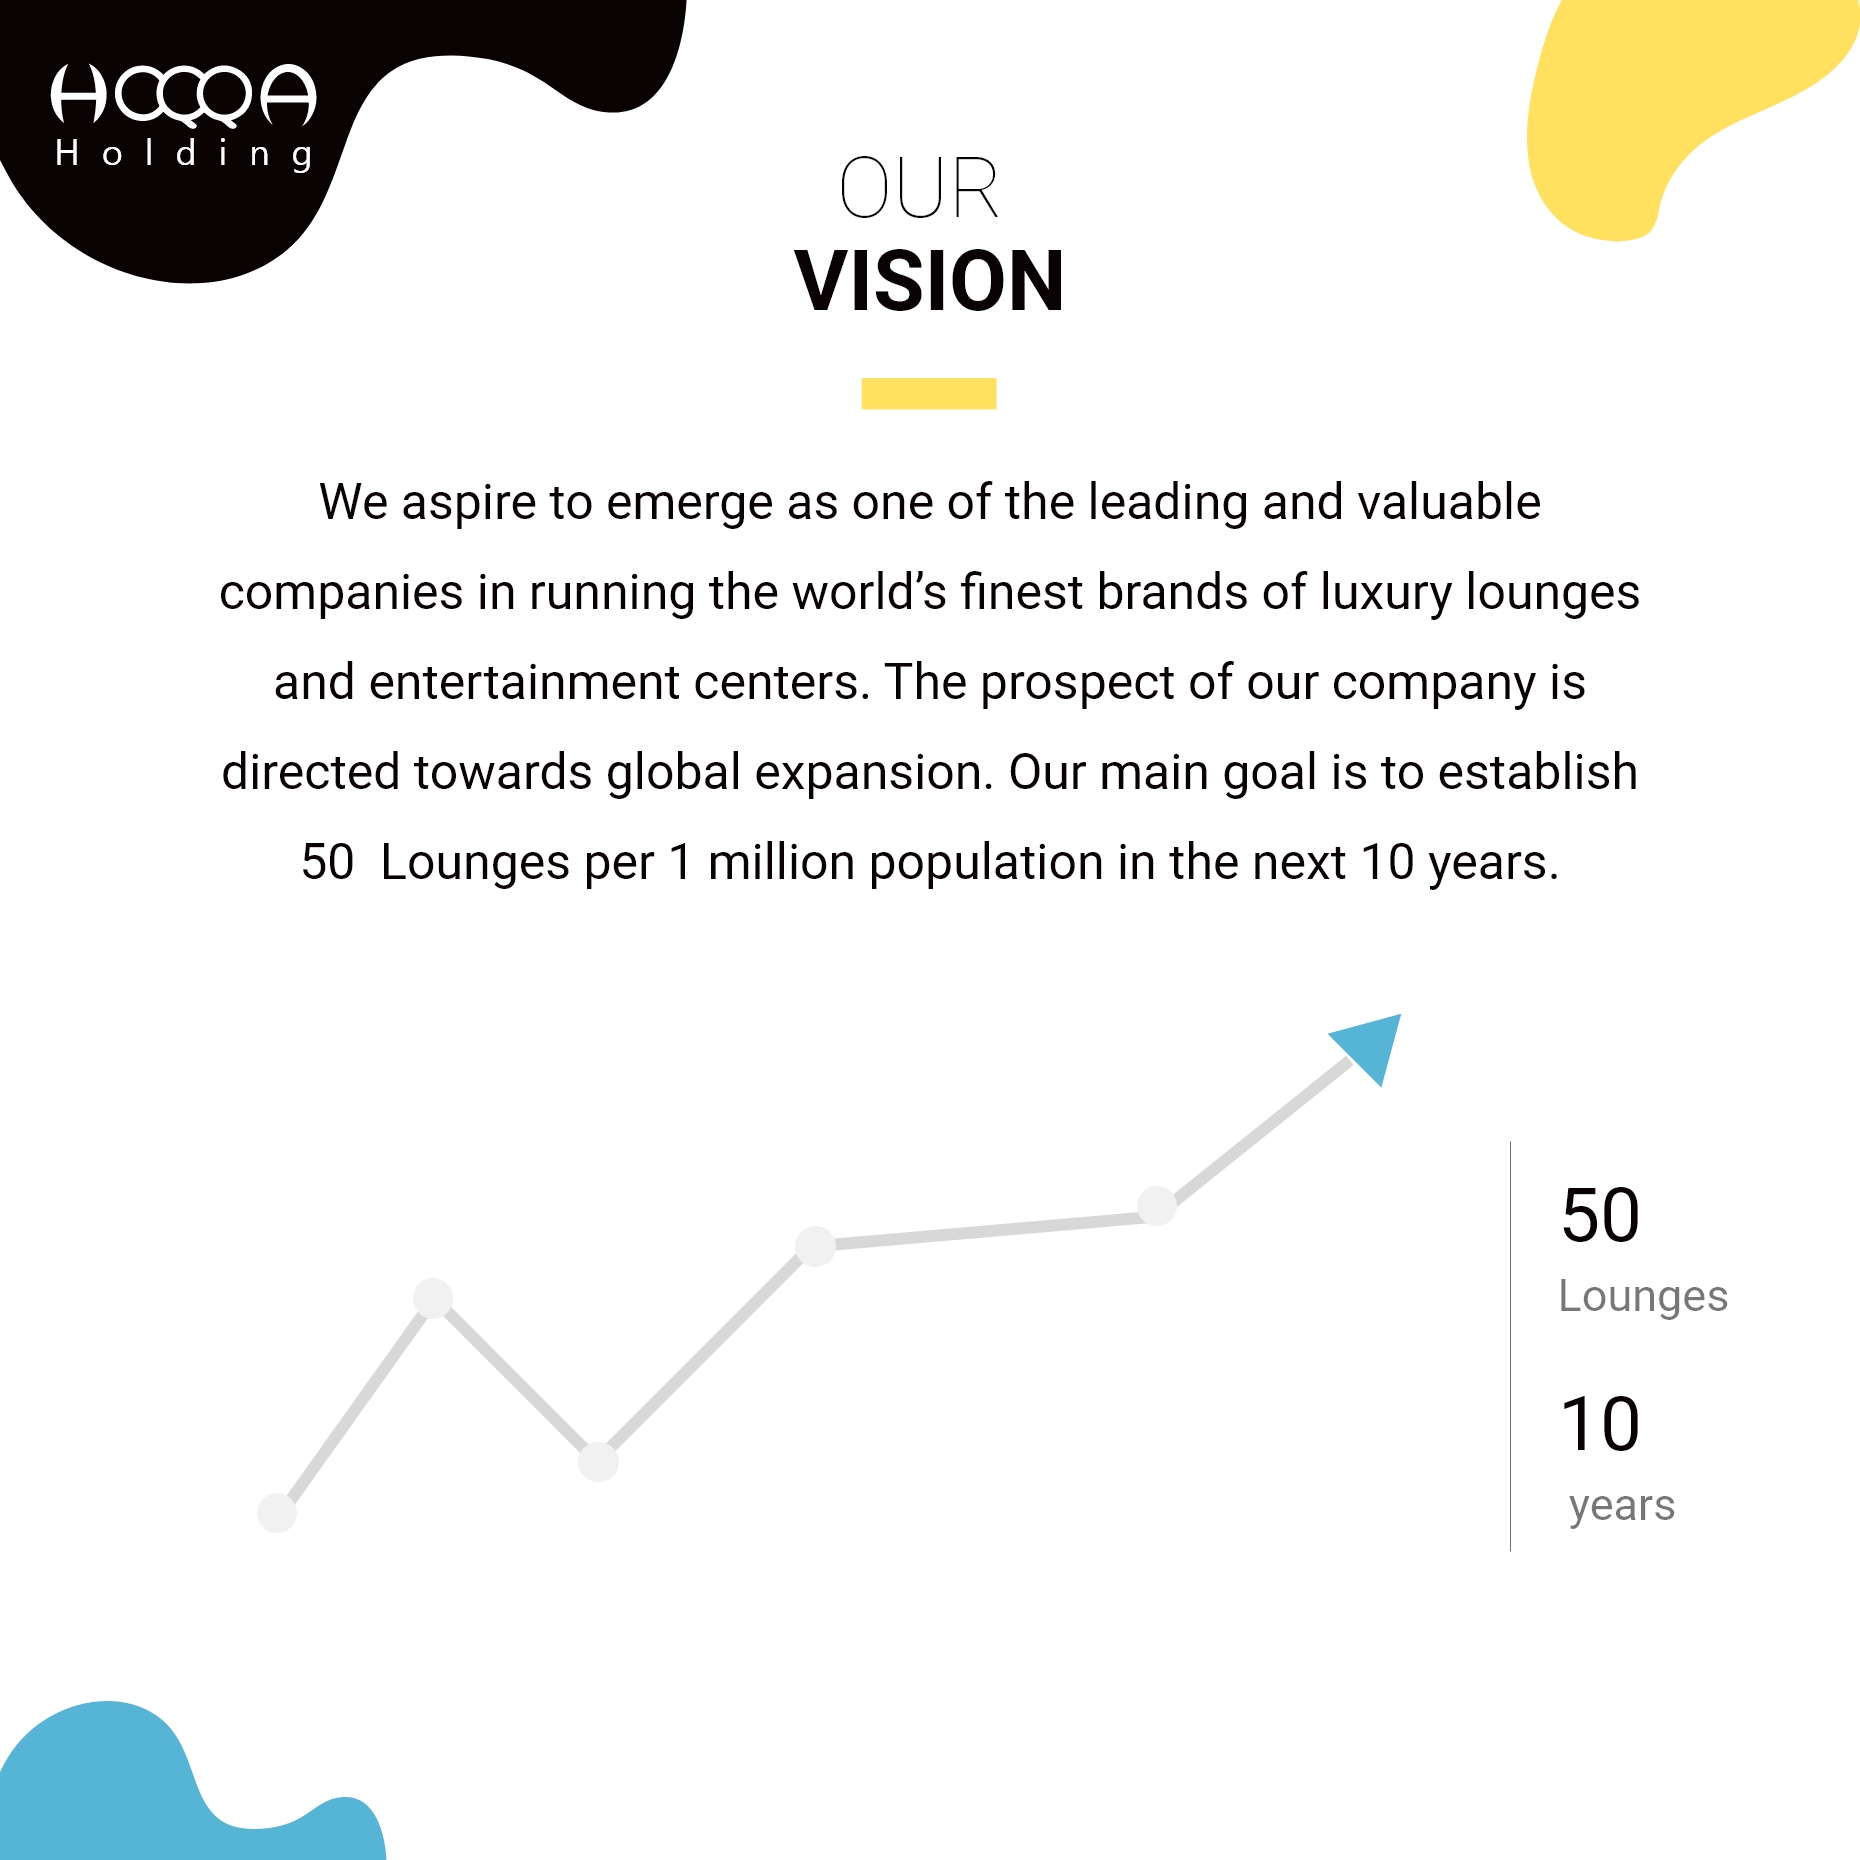 HOQQA
Holding
OUR
VISION
We aspire to emerge as one of the leading and valuable
companies in running the world’s finest brands of luxury lounges
and entertainment centers. The prospect of our company is
directed towards global expansion. Our main goal is to establish
50  Lounges per 1 million population in the next 10 years.
50
Lounges
10
years